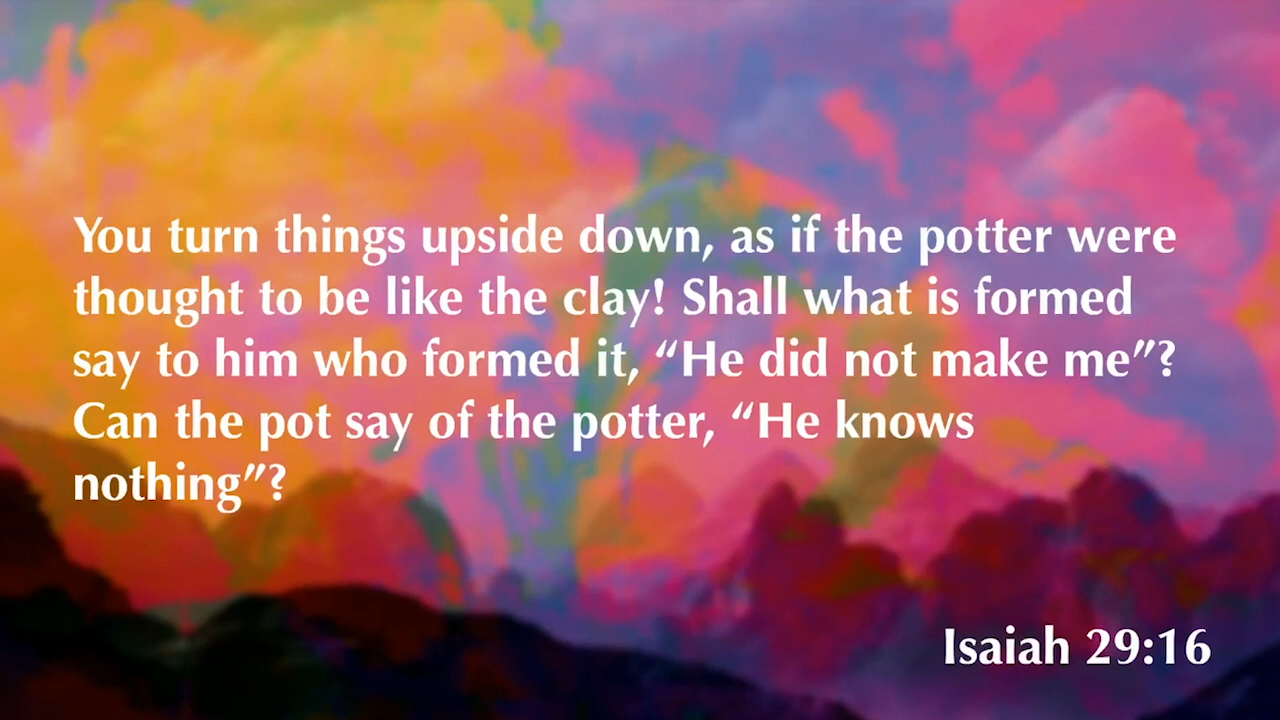 You turn things upside down, as if the potter were
thought to be like the clay! Shall what is formed
say to him who formed it, “He did not make me”?
Can the pot say of the potter, “He knows
nothing”?
Isaiah 29:16